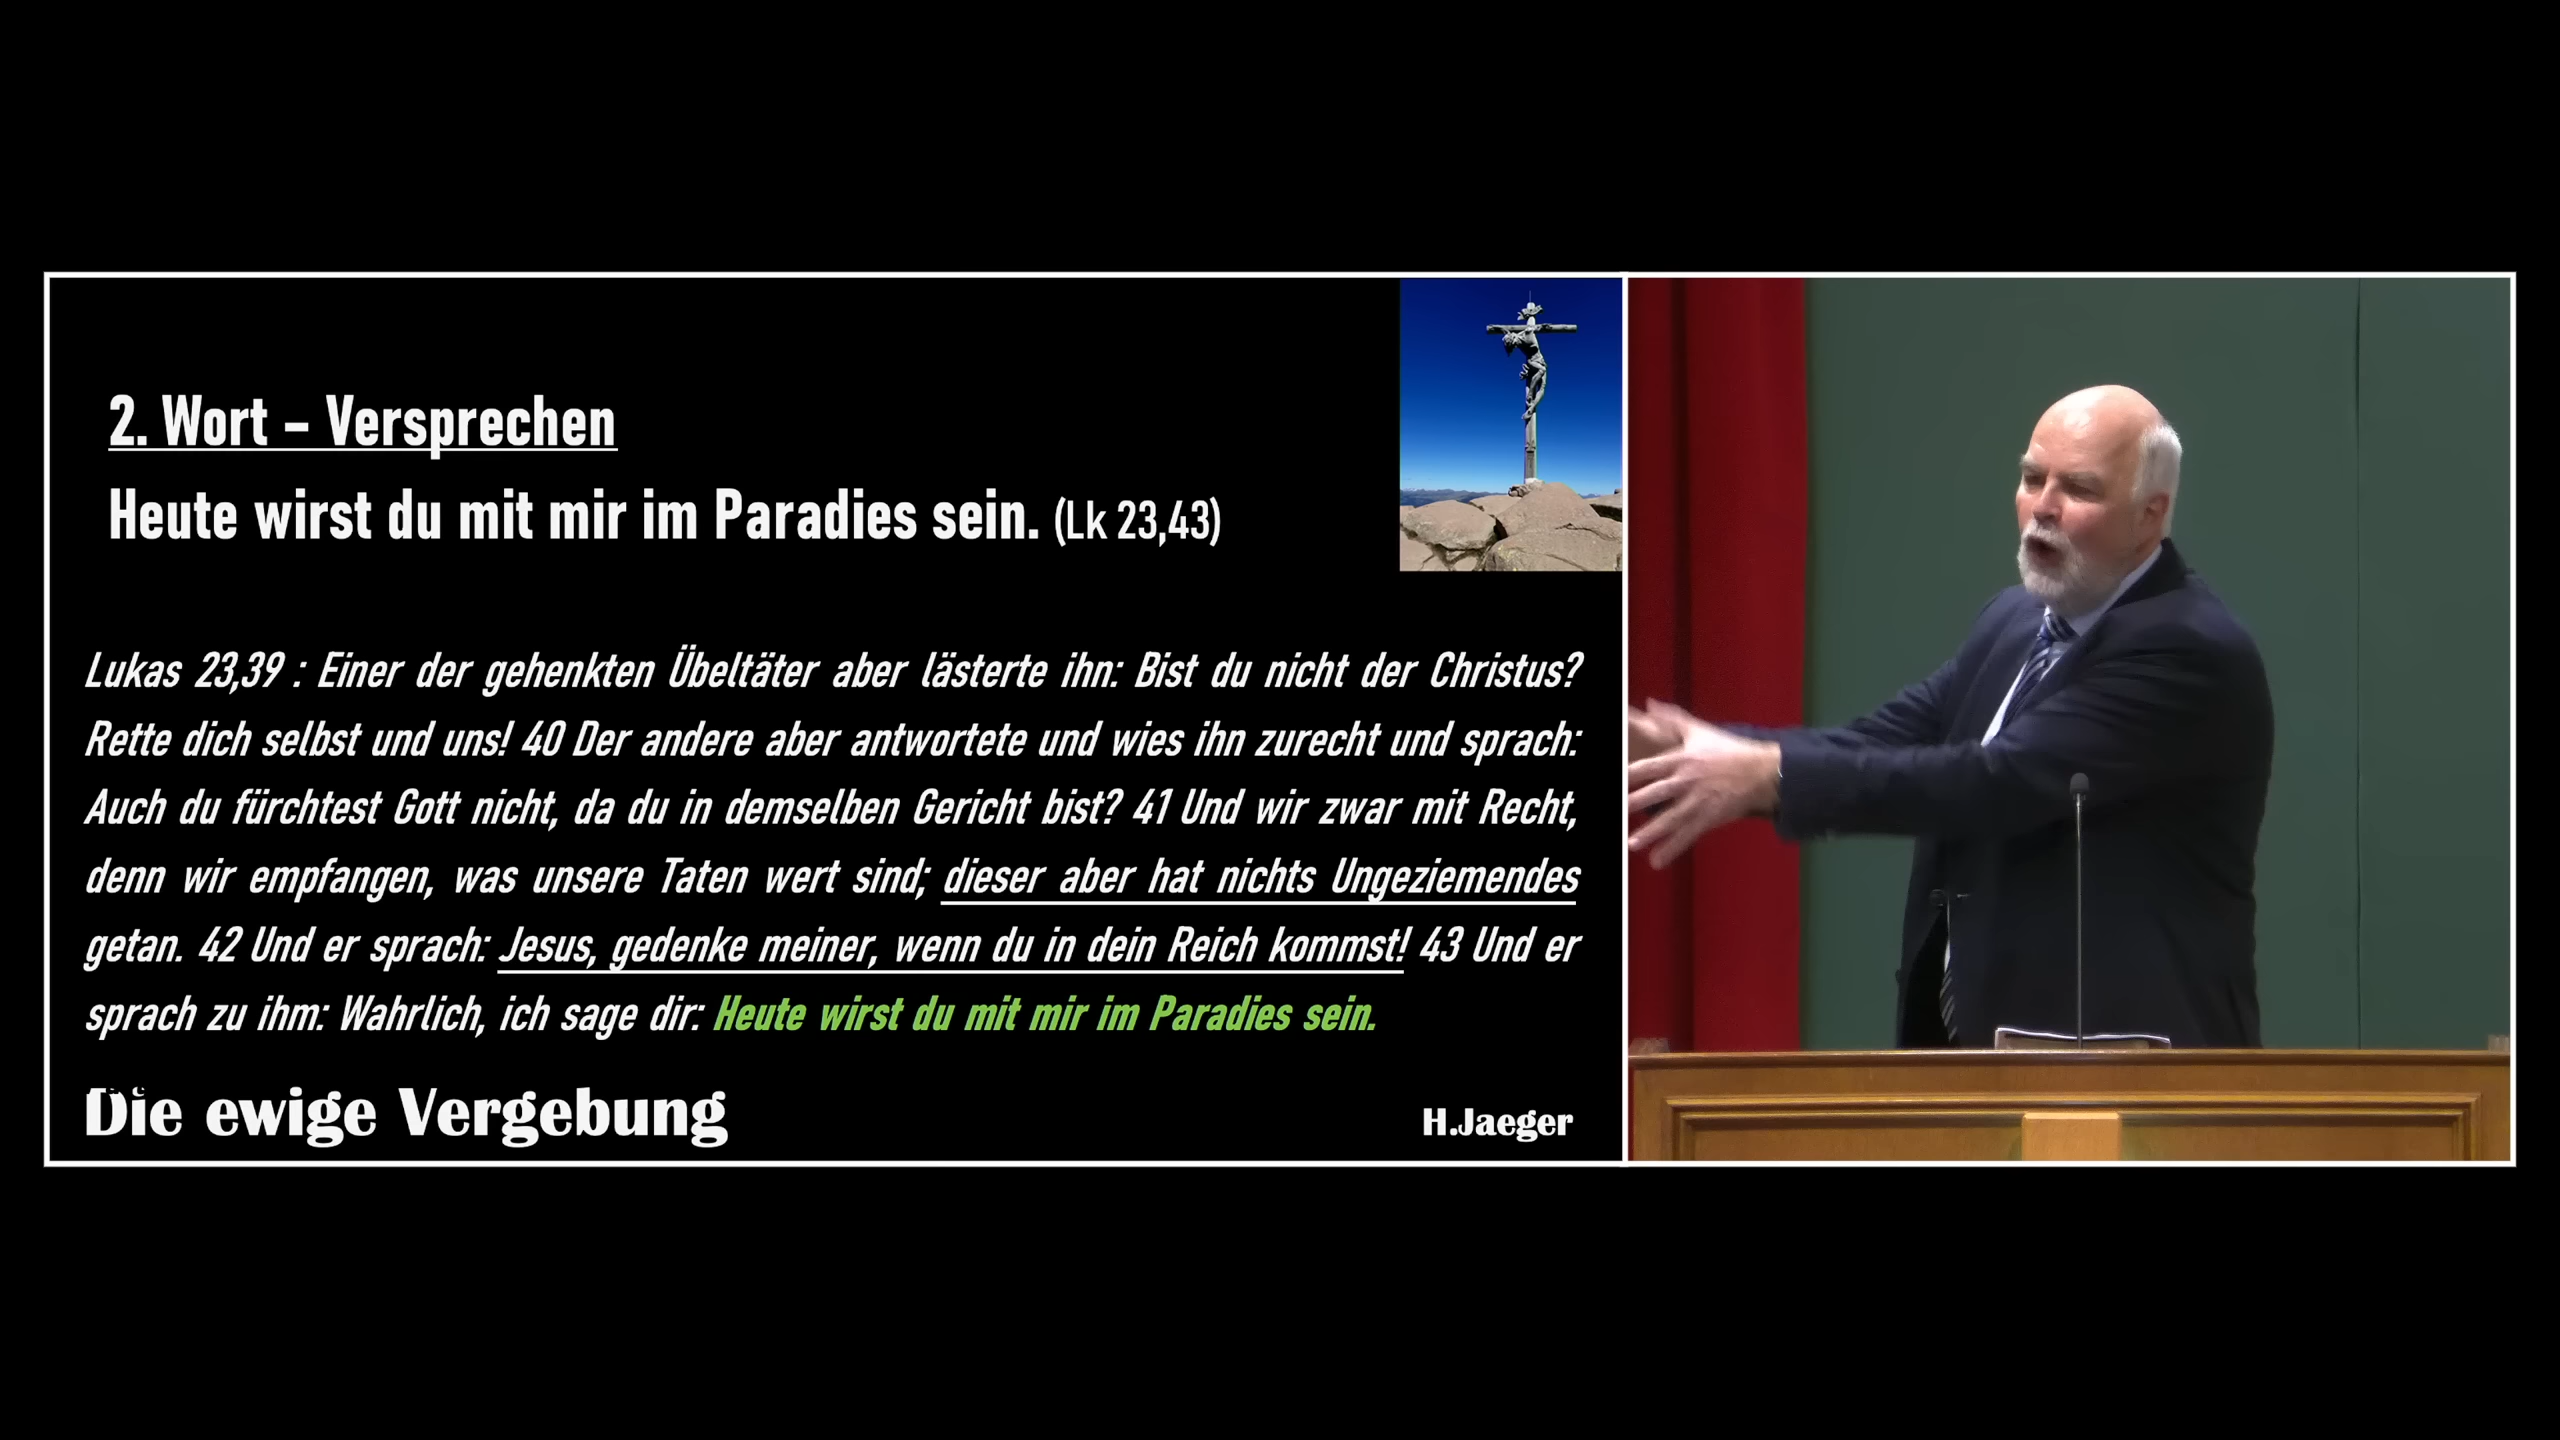 2. Wort – Versprechen
Heute wirst du mit mir im Paradies sein. (Lk 23,43)
Lukas 23,39 : Einer der gehenkten Übeltäter aber lästerte ihn: Bist du nicht der Christus?
Rette dich selbst und uns! 40 Der andere aber antwortete und wies ihn zurecht und sprach:
Auch du fürchtest Gott nicht, da du in demselben Gericht bist? 41 Und wir zwar mit Recht,
denn wir empfangen, was unsere Taten wert sind; dieser aber hat nichts Ungeziemendes
getan. 42 Und er sprach: Jesus, gedenke meiner, wenn du in dein Reich kommst! 43 Und er
sprach zu ihm: Wahrlich, ich sage dir: Heute wirst du mit mir im Paradies sein.
Die ewige Vergebung
H.Jaeger